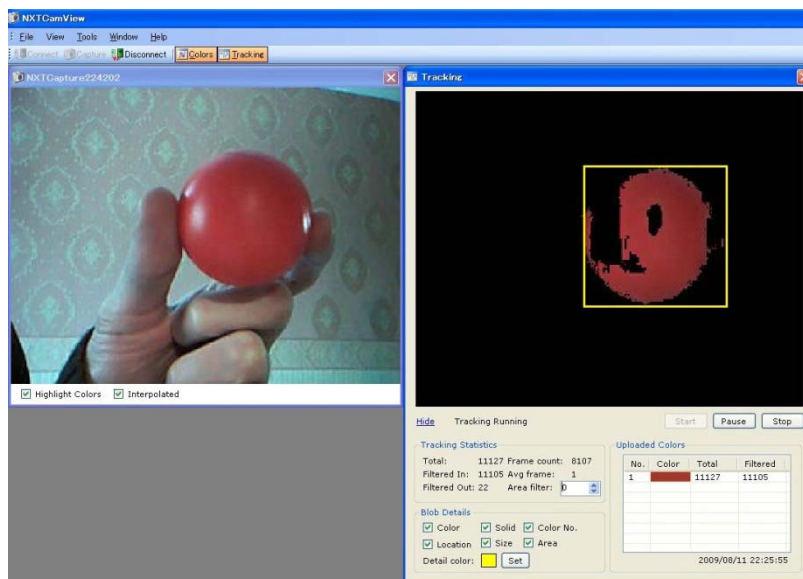 NXTCamView
File View Tools Window Help
Connect Capture Disconnect Colors Tracking
NXTCapture224202
Highlight Colors Interpolated
Tracking
Hide Tracking Running Start Pause Stop
Tracking Statistics
Total: 11127 Frame count: 8107
Filtered In: 11105 Avg frame: 1
Filtered Out: 22 Area filter: 0
Blob Details
Color Solid Color No.
Location Size Area
Detail color: Set
Uploaded Colors
No. Color Total Filtered
1 11127 11105
2009/08/11 22:25:55